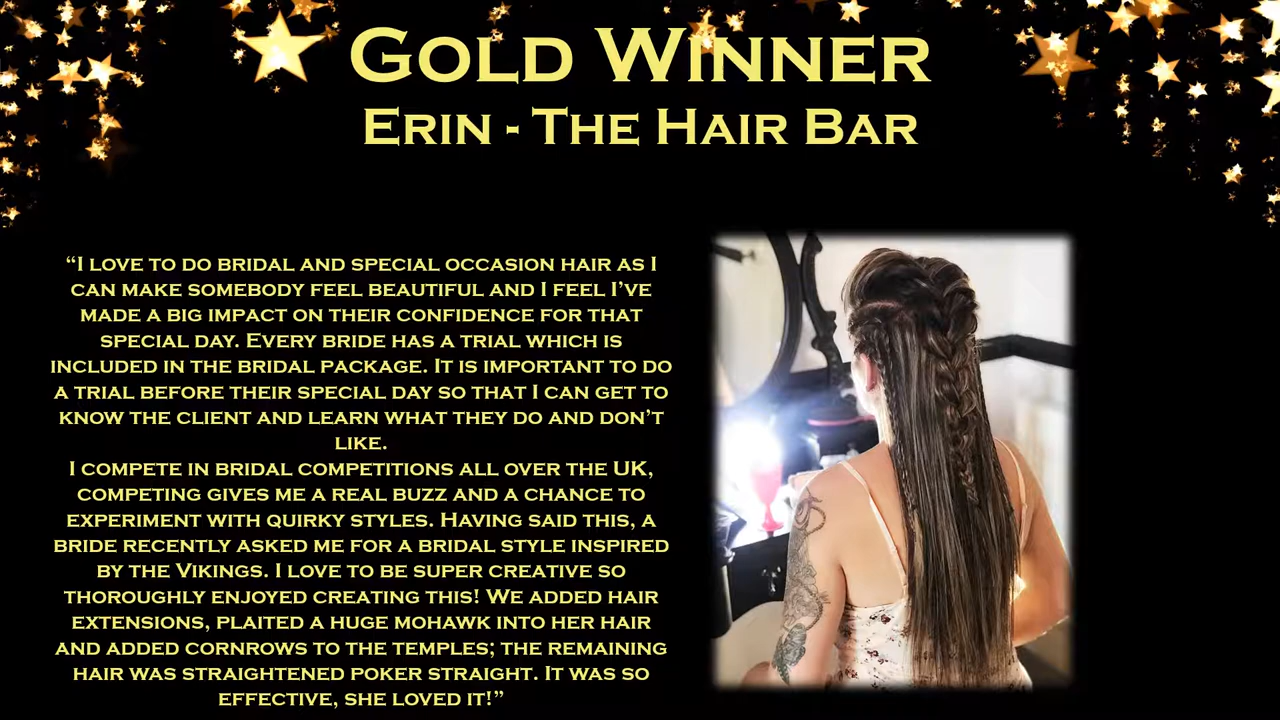 Gold Winner
Erin - The Hair Bar
“I love to do bridal and special occasion hair as I
can make somebody feel beautiful and I feel I’ve
made a big impact on their confidence for that
special day. Every bride has a trial which is
included in the bridal package. It is important to do
a trial before their special day so that I can get to
know the client and learn what they do and don’t
like.
I compete in bridal competitions all over the UK,
competing gives me a real buzz and a chance to
experiment with quirky styles. Having said this, a
bride recently asked me for a bridal style inspired
by the Vikings. I love to be super creative so
thoroughly enjoyed creating this! We added hair
extensions, plaited a huge mohawk into her hair
and added cornrows to the temples; the remaining
hair was straightened poker straight. It was so
effective, she loved it!”